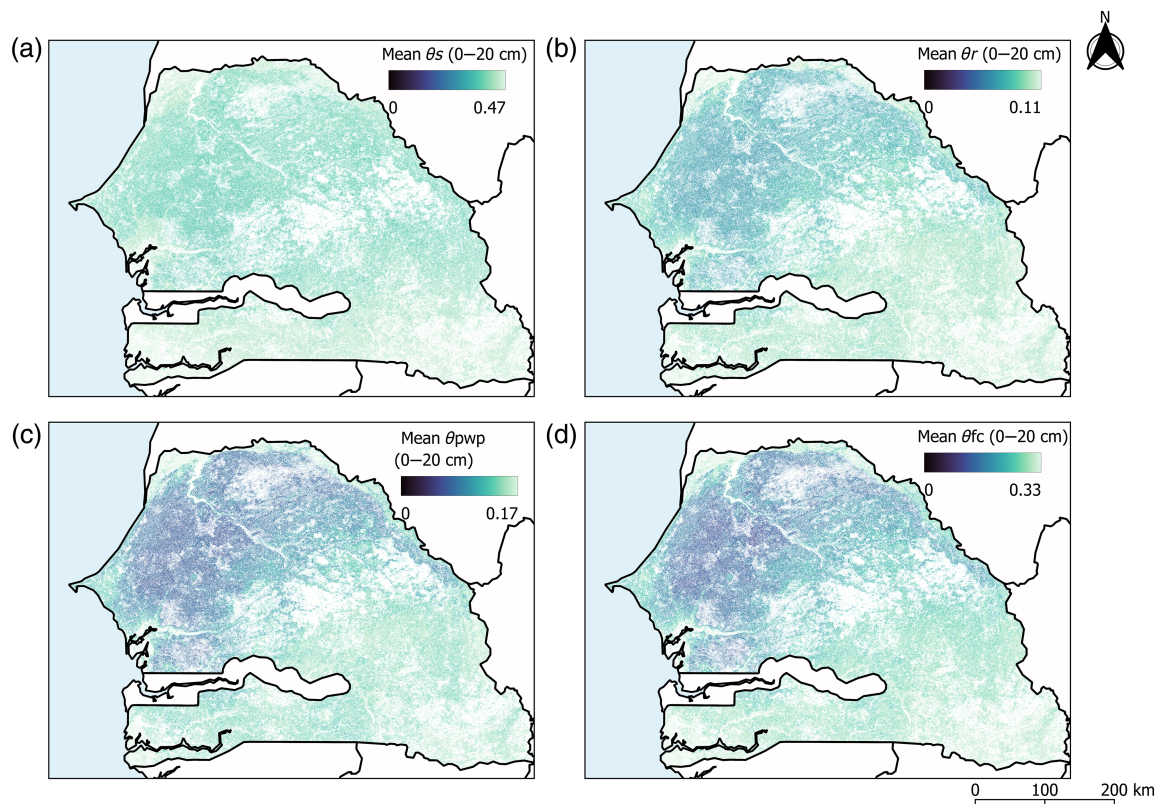 N
(a)
Mean θs (0–20 cm)
0 0.47
(b)
Mean θr (0–20 cm)
0 0.11
(c)
Mean θpwp
(0–20 cm)
0 0.17
(d)
Mean θfc (0–20 cm)
0 0.33
0 100 200 km